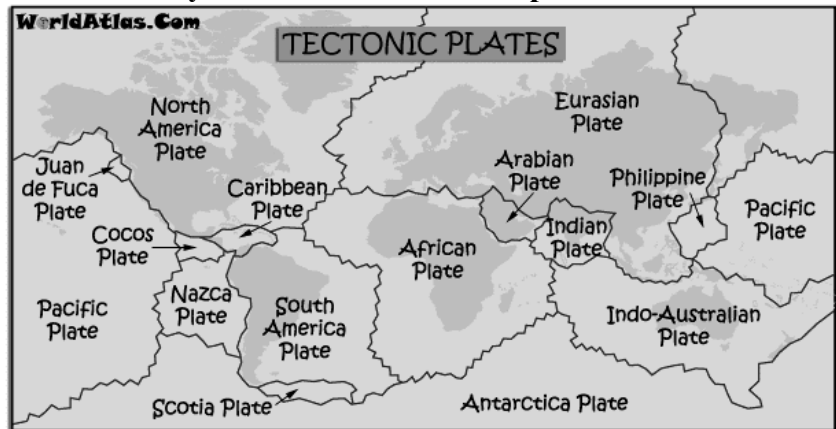 WorldAtlas.Com
TECTONIC PLATES
North
America
Plate
Eurasian
Plate
Juan
de Fuca
Plate
Caribbean
Plate
Arabian
Plate
Philippine
Plate
Pacific
Plate
Cocos
Plate
African
Plate
Indian
Plate
Nazca
Plate
South
America
Plate
Pacific
Plate
Indo-Australian
Plate
Scotia Plate
Antarctica Plate